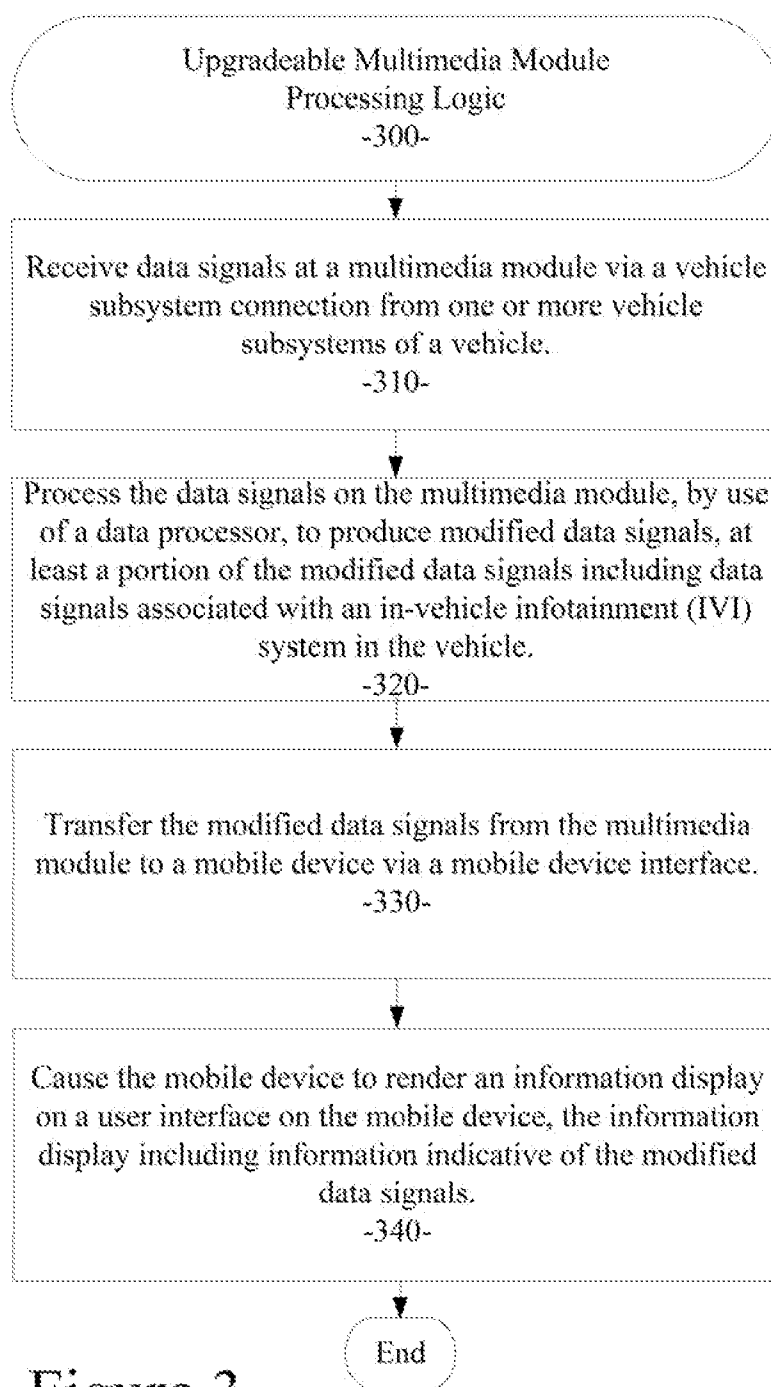 Upgradeable Multimedia Module
Processing Logic
-300-
Receive data signals at a multimedia module via a vehicle
subsystem connection from one or more vehicle
subsystems of a vehicle.
-310-
Process the data signals on the multimedia module, by use
of a data processor, to produce modified data signals, at
least a portion of the modified data signals including data
signals associated with an in-vehicle infotainment (IVI)
system in the vehicle.
-320-
Transfer the modified data signals from the multimedia
module to a mobile device via a mobile device interface.
-330-
Cause the mobile device to render an information display
on a user interface on the mobile device, the information
display including information indicative of the modified
data signals.
-340-
End
Figure 3